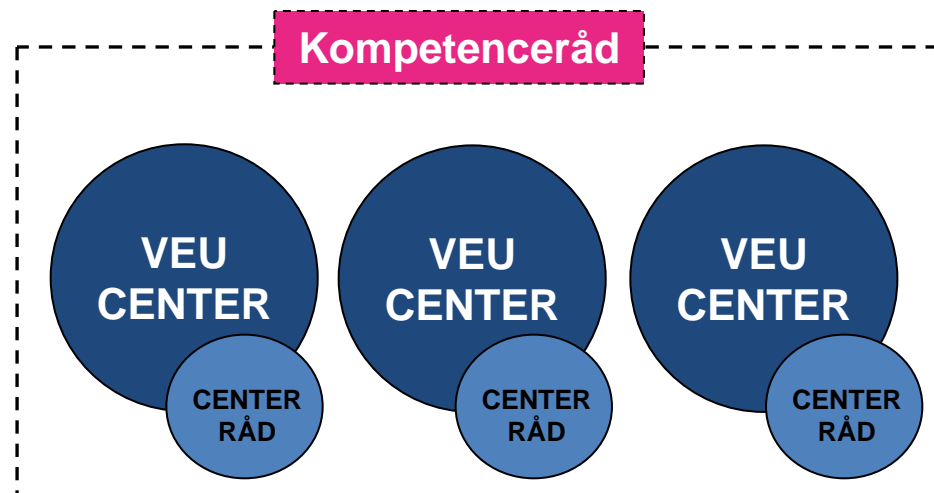 Kompetenceråd
VEU
CENTER
CENTER
RÅD
VEU
CENTER
CENTER
RÅD
VEU
CENTER
CENTER
RÅD